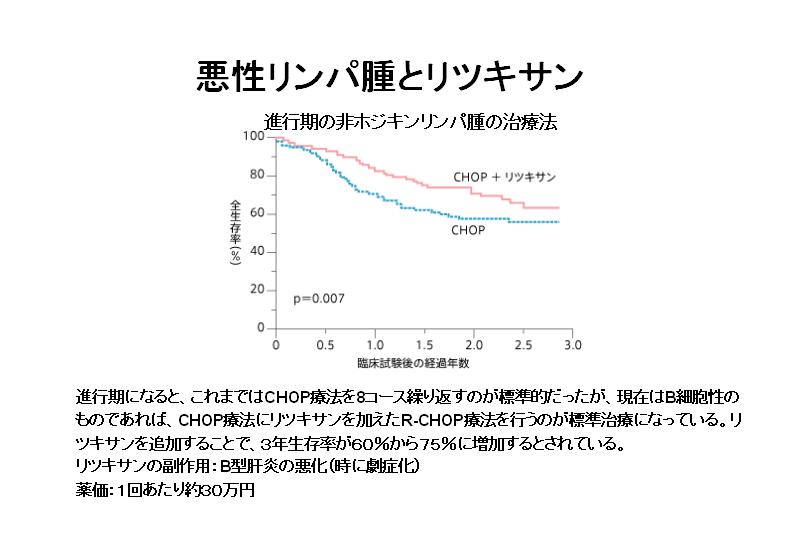 悪性リンパ腫とリツキサン
進行期の非ホジキンリンパ腫の治療法
100
80
60
40
20
0
全生存率(%)
CHOP + リツキサン
CHOP
p=0.007
0 0.5 1.0 1.5 2.0 2.5 3.0
臨床試験後の経過年数
進行期になると、これまではCHOP療法を8コース繰り返すのが標準的だったが、現在はB細胞性の
ものであれば、CHOP療法にリツキサンを加えたR-CHOP療法を行うのが標準治療になっている。リ
ツキサンを追加することで、3年生存率が60%から75%に増加するとされている。
リツキサンの副作用：B型肝炎の悪化（時に劇症化）
薬価：1回あたり約30万円